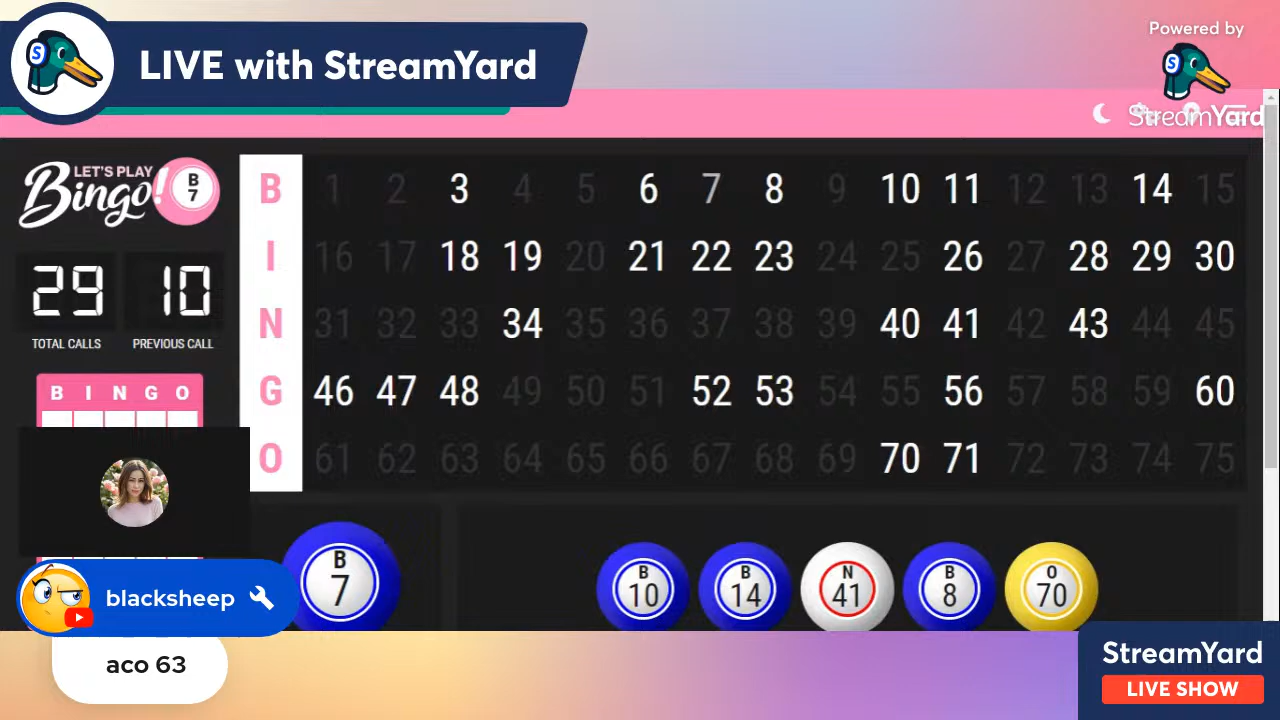 LIVE with StreamYard
Powered by
StreamYard
LET'S PLAY
Bingo!
B
7
29
10
TOTAL CALLS
PREVIOUS CALL
B 1 2 3 4 5 6 7 8 9 10 11 12 13 14 15
I 16 17 18 19 20 21 22 23 24 25 26 27 28 29 30
N 31 32 33 34 35 36 37 38 39 40 41 42 43 44 45
G 46 47 48 49 50 51 52 53 54 55 56 57 58 59 60
O 61 62 63 64 65 66 67 68 69 70 71 72 73 74 75
B I N G O
B
7
B
10
B
14
N
41
B
8
O
70
blacksheep
aco 63
StreamYard
LIVE SHOW